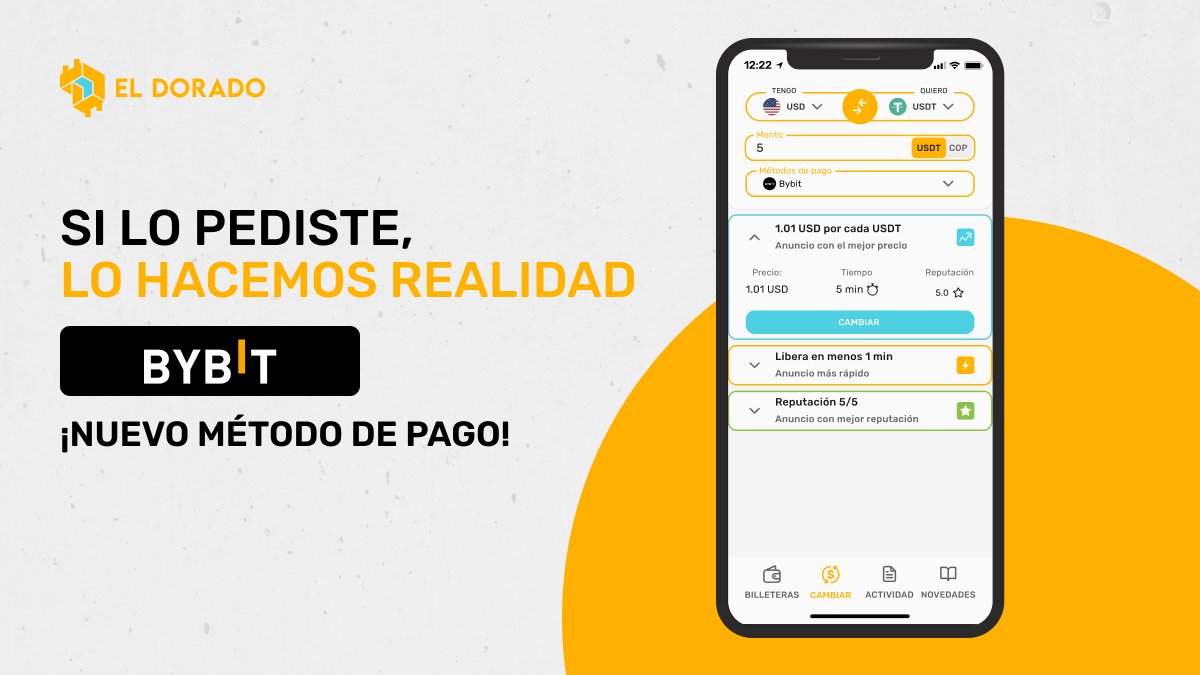 EL DORADO
SI LO PEDISTE,
LO HACEMOS REALIDAD
BYBIT
¡NUEVO MÉTODO DE PAGO!
12:22
TENGO QUIERO
USD USDT
Monto
5 USDT COP
Métodos de pago
Bybit
1.01 USD por cada USDT
Anuncio con el mejor precio
Precio: Tiempo Reputación
1.01 USD 5 min 5.0
CAMBIAR
Libera en menos 1 min
Anuncio más rápido
Reputación 5/5
Anuncio con mejor reputación
BILLETERAS CAMBIAR ACTIVIDAD NOVEDADES